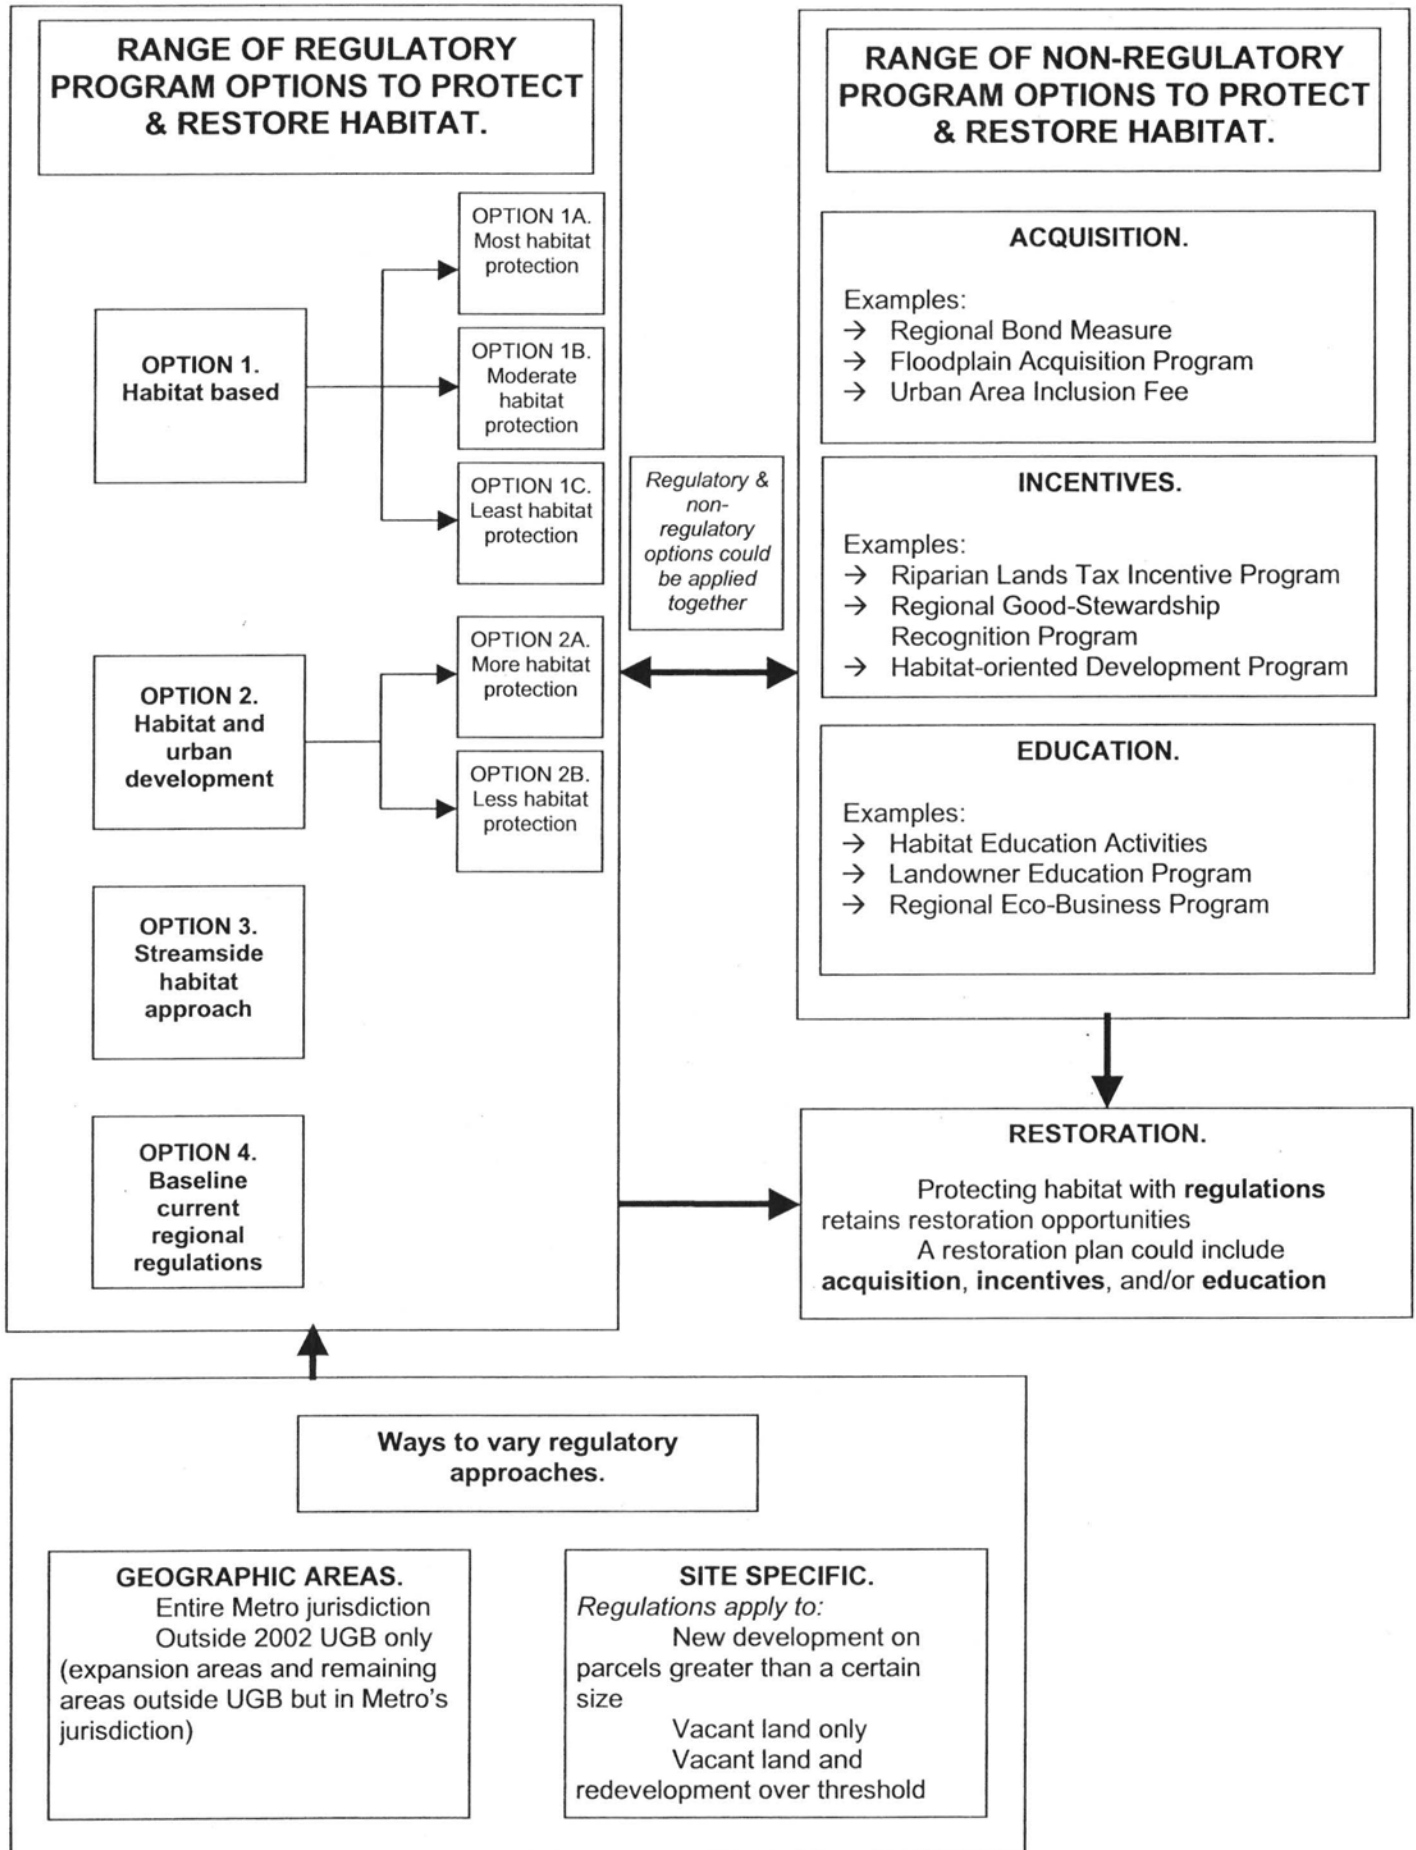 RANGE OF REGULATORY
PROGRAM OPTIONS TO PROTECT
& RESTORE HABITAT.
OPTION 1.
Habitat based
OPTION 1A.
Most habitat
protection
OPTION 1B.
Moderate
habitat
protection
OPTION 1C.
Least habitat
protection
OPTION 2.
Habitat and
urban
development
OPTION 2A.
More habitat
protection
OPTION 2B.
Less habitat
protection
OPTION 3.
Streamside
habitat
approach
OPTION 4.
Baseline
current
regional
regulations
Regulatory &
non-
regulatory
options could
be applied
together
RANGE OF NON-REGULATORY
PROGRAM OPTIONS TO PROTECT
& RESTORE HABITAT.
ACQUISITION.
Examples:
→ Regional Bond Measure
→ Floodplain Acquisition Program
→ Urban Area Inclusion Fee
INCENTIVES.
Examples:
→ Riparian Lands Tax Incentive Program
→ Regional Good-Stewardship
Recognition Program
→ Habitat-oriented Development Program
EDUCATION.
Examples:
→ Habitat Education Activities
→ Landowner Education Program
→ Regional Eco-Business Program
RESTORATION.
Protecting habitat with regulations
retains restoration opportunities
A restoration plan could include
acquisition, incentives, and/or education
Ways to vary regulatory
approaches.
GEOGRAPHIC AREAS.
Entire Metro jurisdiction
Outside 2002 UGB only
(expansion areas and remaining
areas outside UGB but in Metro's
jurisdiction)
SITE SPECIFIC.
Regulations apply to:
New development on
parcels greater than a certain
size
Vacant land only
Vacant land and
redevelopment over threshold